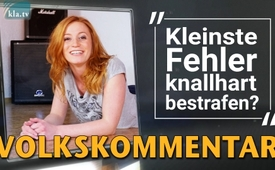 kla.tv
„Kleinste
Fehler
knallhart
bestrafen?"
VOLKSKOMMENTAR